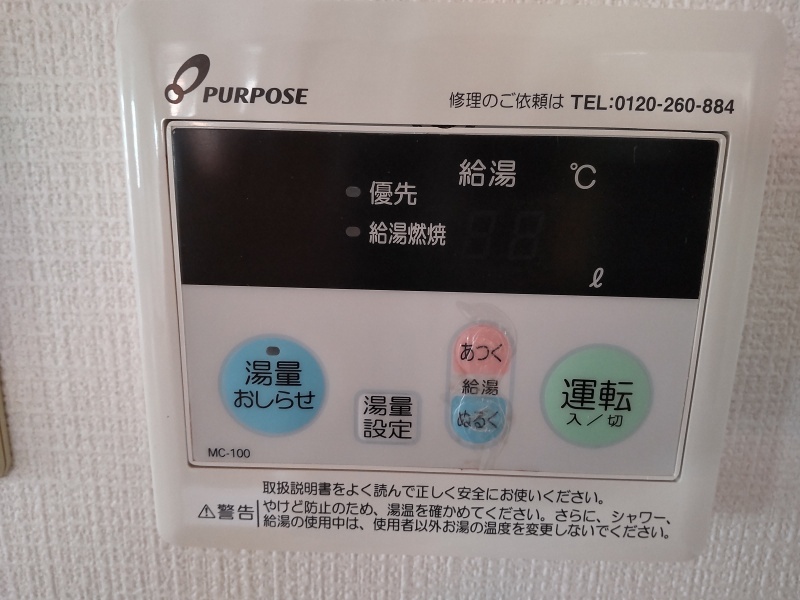 PURPOSE
修理のご依頼は TEL:0120-260-884
給湯 ℃
優先
給湯燃焼
ℓ
湯量
おしらせ
湯量
設定
あつく
給湯
ぬるく
運転
入/切
MC-100
取扱説明書をよく読んで正しく安全にお使いください。
⚠警告
やけど防止のため、湯温を確かめてください。さらに、シャワー、
給湯の使用中は、使用者以外お湯の温度を変更しないでください。